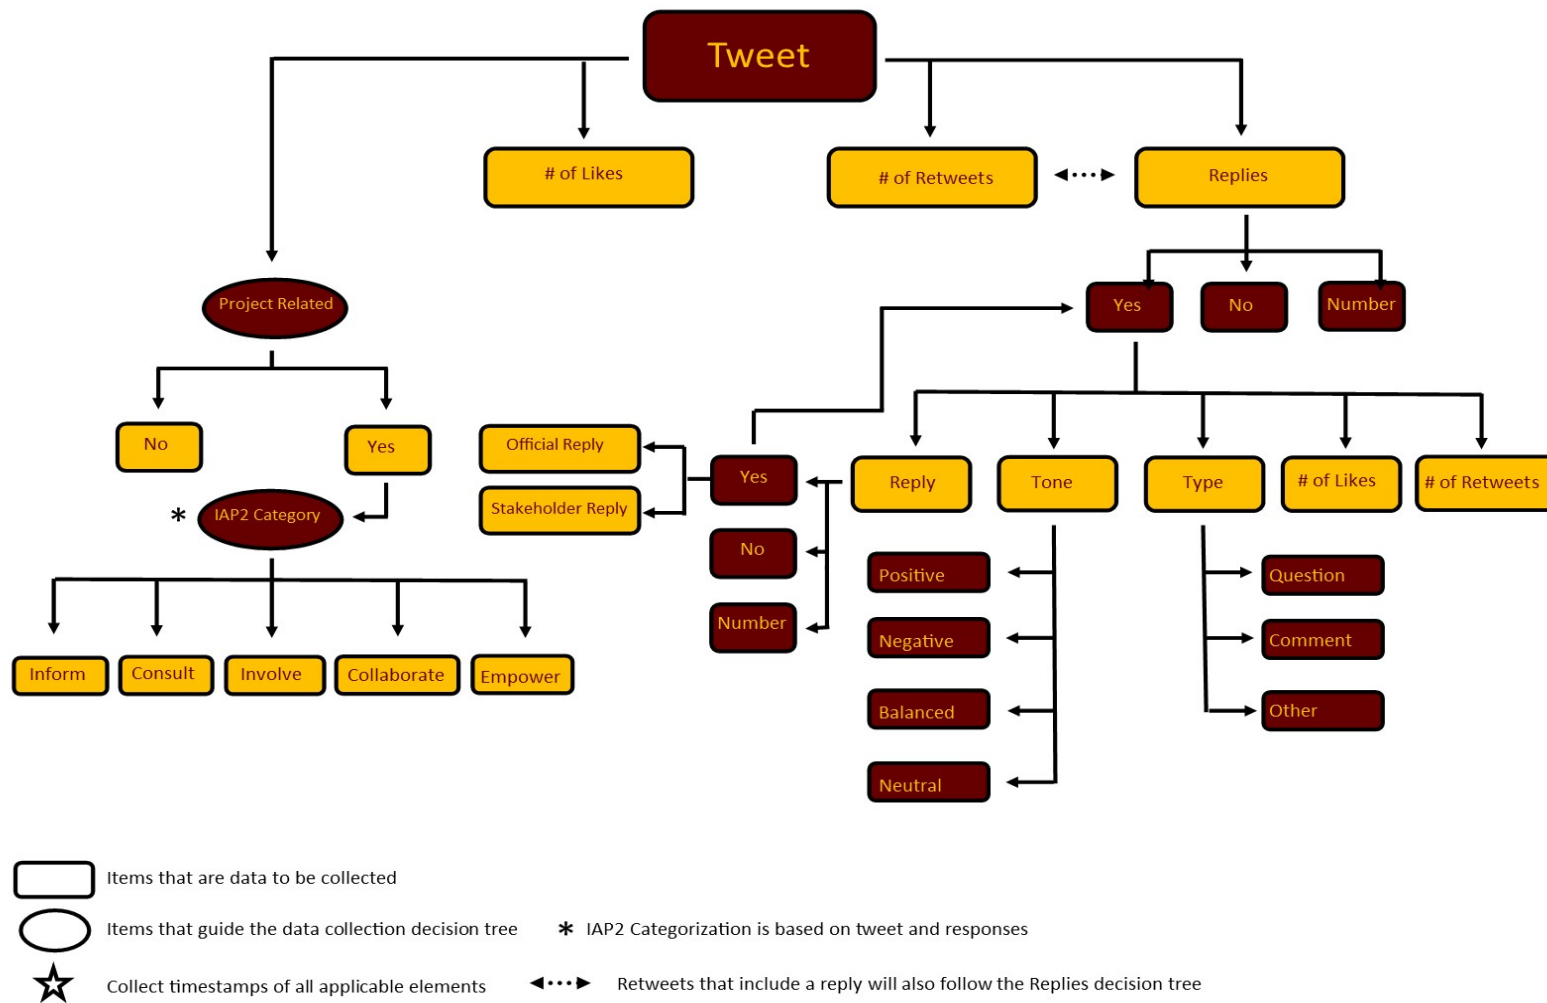 Tweet
# of Likes
# of Retweets
Replies
Project Related
Yes
No
Number
No
Yes
Official Reply
Stakeholder Reply
Yes
No
Number
Reply
Tone
Type
# of Likes
# of Retweets
* IAP2 Category
Inform
Consult
Involve
Collaborate
Empower
Positive
Negative
Balanced
Neutral
Question
Comment
Other
Items that are data to be collected
Items that guide the data collection decision tree
* IAP2 Categorization is based on tweet and responses
Collect timestamps of all applicable elements
Retweets that include a reply will also follow the Replies decision tree